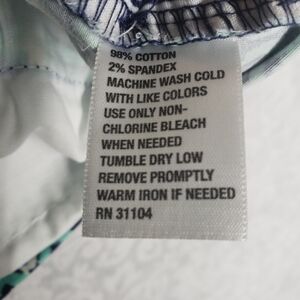 98% COTTON
2% SPANDEX
MACHINE WASH COLD
WITH LIKE COLORS
USE ONLY NON-
CHLORINE BLEACH
WHEN NEEDED
TUMBLE DRY LOW
REMOVE PROMPTLY
WARM IRON IF NEEDED
RN 31104